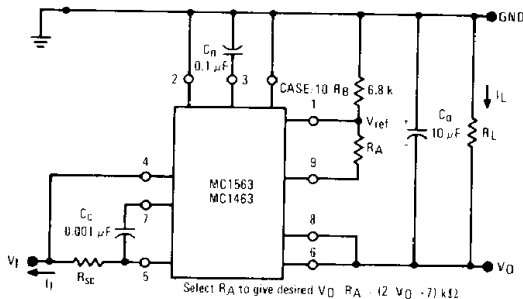 GND
Cn
0.1 µF
2
3
CASE: 10
RB
6.8 k
1
Vref
IL
Co
10 µF
RL
RA
4
9
MC1563
MC1463
7
CC
0.001 µF
8
6
VI
II
RSC
5
VO
Select RA to give desired VO RA (2 VO -7) kΩ